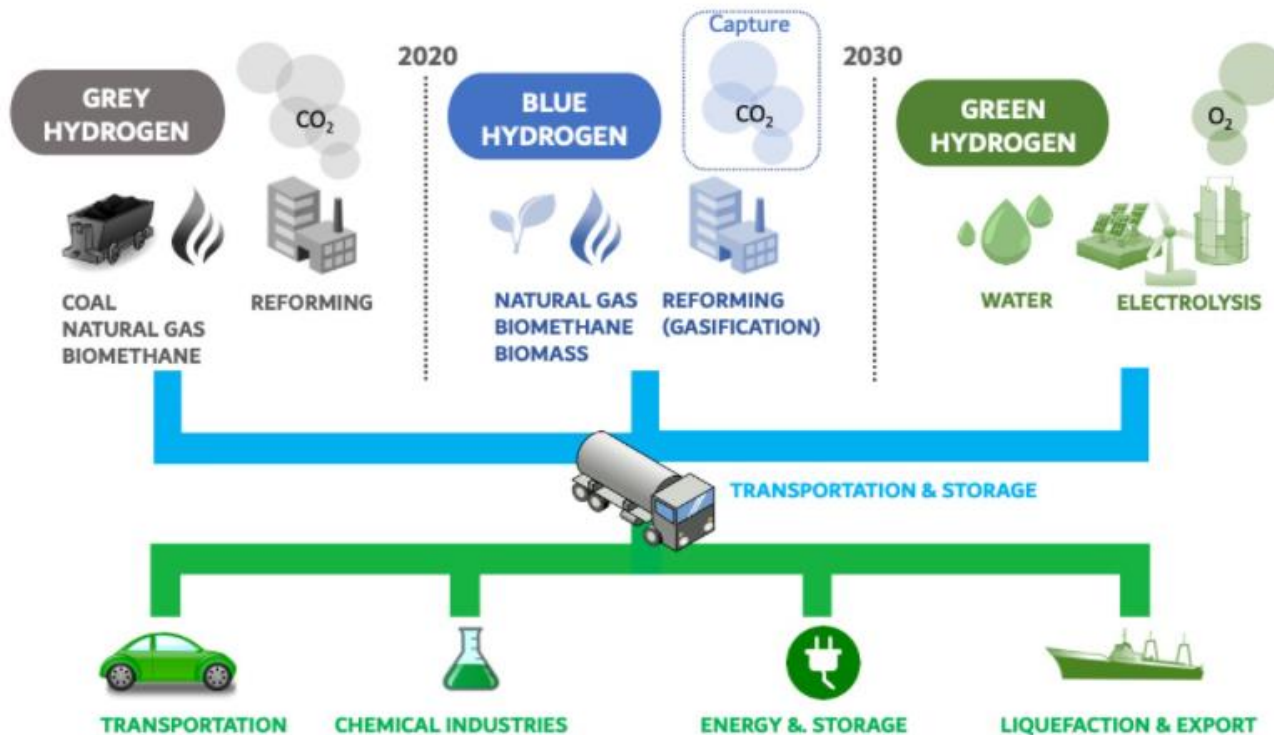 Capture
2020
2030
GREY
HYDROGEN
CO₂
BLUE
HYDROGEN
CO₂
GREEN
HYDROGEN
O₂
COAL
NATURAL GAS
BIOMETHANE
REFORMING
NATURAL GAS
BIOMETHANE
BIOMASS
REFORMING
(GASIFICATION)
WATER
ELECTROLYSIS
TRANSPORTATION & STORAGE
TRANSPORTATION
CHEMICAL INDUSTRIES
ENERGY &. STORAGE
LIQUEFACTION & EXPORT